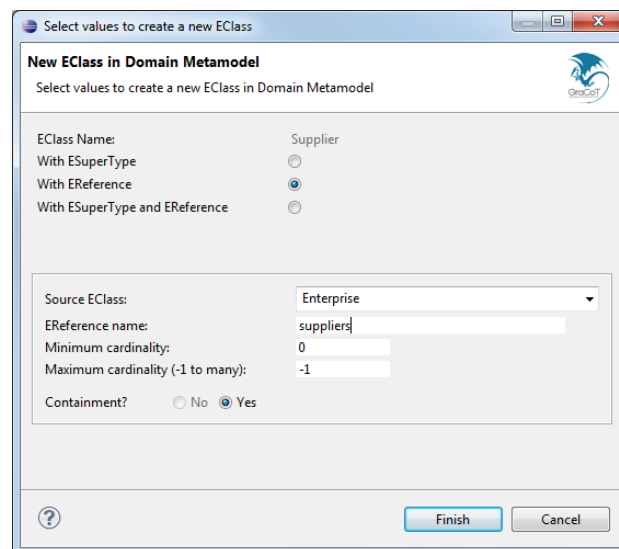 Select values to create a new EClass
New EClass in Domain Metamodel
Select values to create a new EClass in Domain Metamodel
GraCoT
EClass Name: Supplier
With ESuperType
With EReference
With ESuperType and EReference
Source EClass: Enterprise
EReference name: suppliers
Minimum cardinality: 0
Maximum cardinality (-1 to many): -1
Containment? No Yes
? Finish Cancel